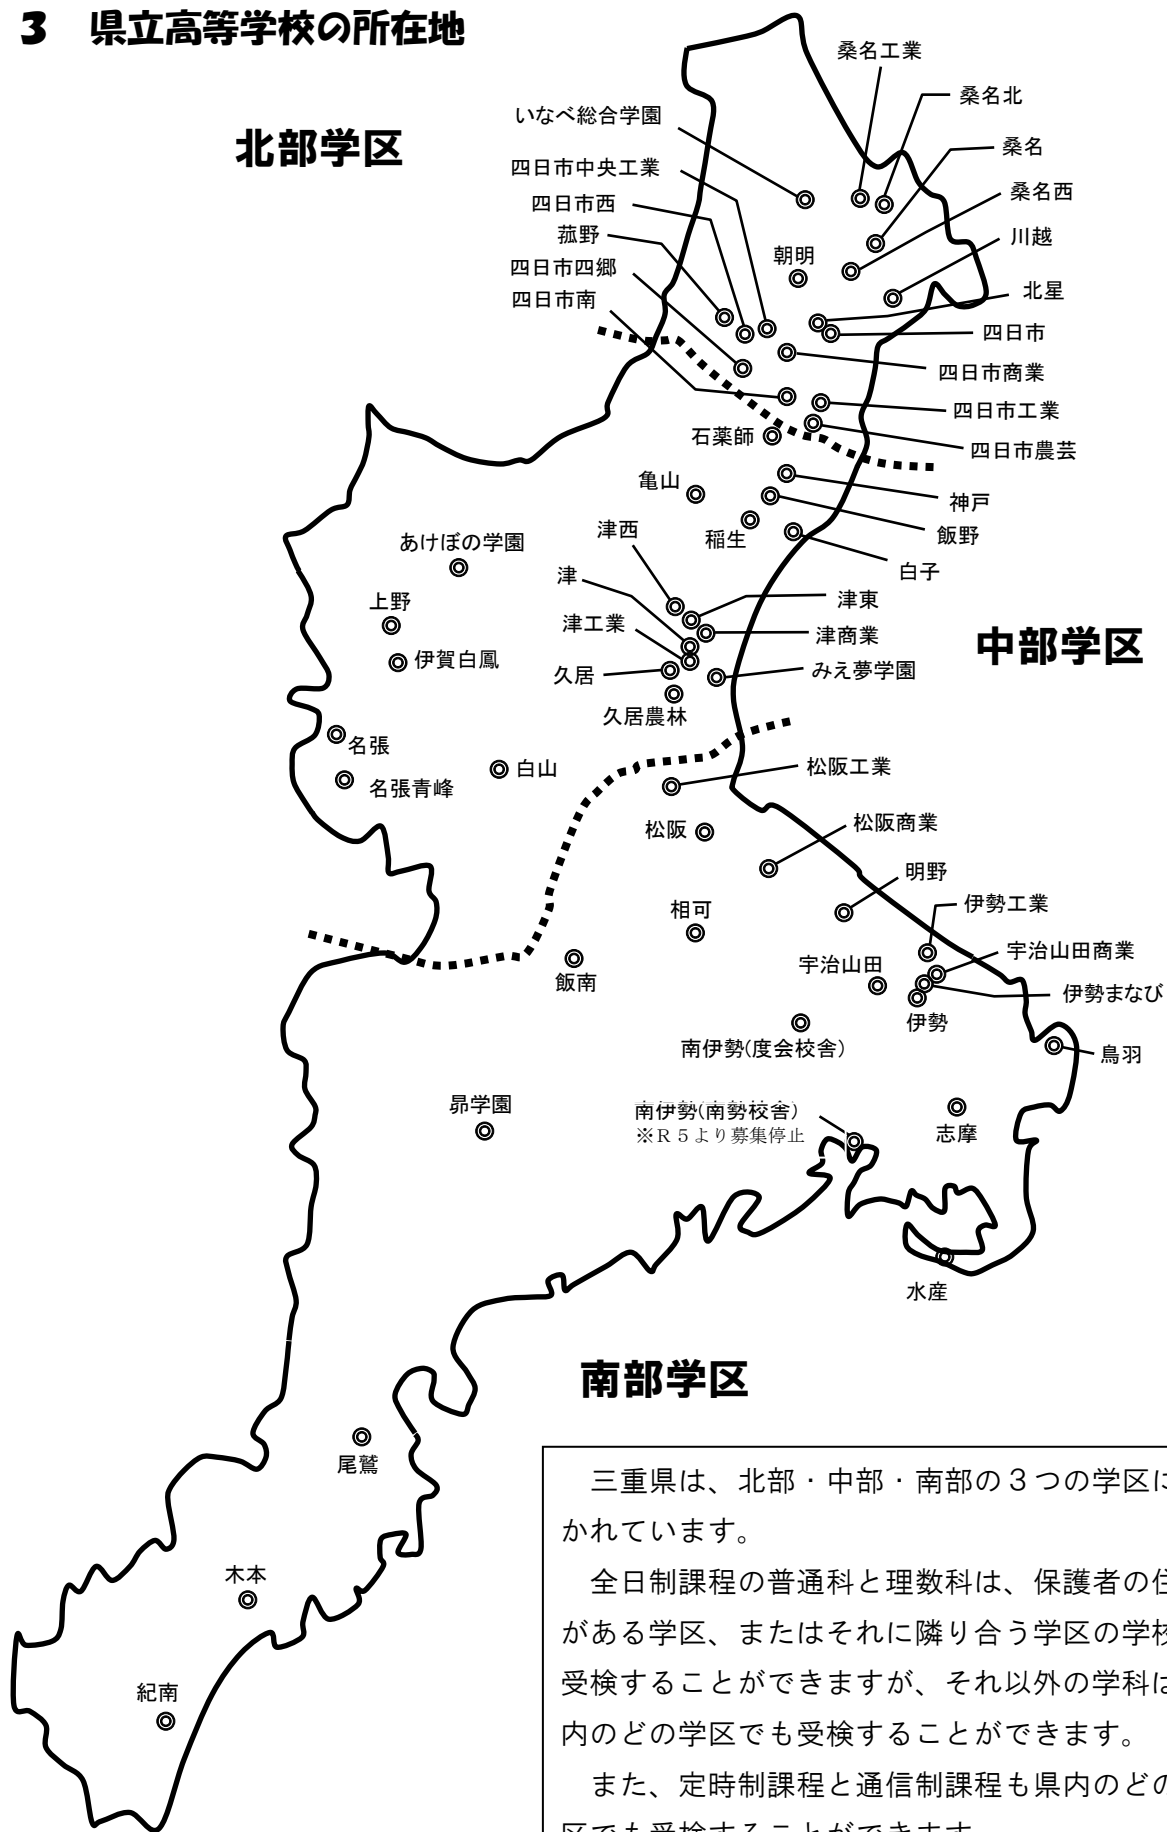 3 県立高等学校の所在地
北部学区
桑名工業
桑名北
いなべ総合学園
桑名
四日市中央工業
桑名西
四日市西
菰野
川越
朝明
四日市四郷
北星
四日市南
四日市
四日市商業
四日市工業
石薬師
四日市農芸
亀山
神戸
津西
飯野
稲生
あけぼの学園
白子
津
津東
上野
津工業
津商業
中部学区
伊賀白鳳
久居
みえ夢学園
久居農林
名張
白山
松阪工業
名張青峰
松阪
松阪商業
明野
相可
伊勢工業
宇治山田商業
宇治山田
飯南
伊勢まなび
伊勢
南伊勢(度会校舎)
鳥羽
昴学園
南伊勢(南勢校舎)
※R5より募集停止
志摩
水産
南部学区
尾鷲
木本
紀南
三重県は、北部・中部・南部の3つの学区に
かれています。
全日制課程の普通科と理数科は、保護者の住
がある学区、またはそれに隣り合う学区の学校
受検することができますが、それ以外の学科は
内のどの学区でも受検することができます。
また、定時制課程と通信制課程も県内のどの
区でも受検することができます